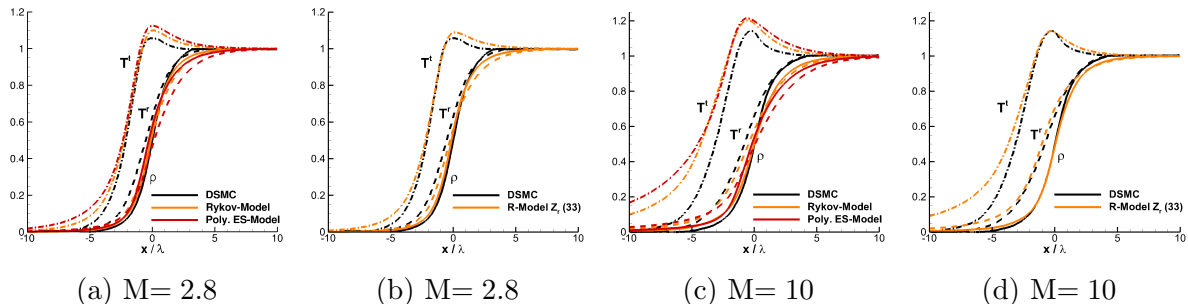 1.2
1
0.8
0.6
0.4
0.2
0
-10 -5 0 5 10
x / λ
Tᵗ
Tʳ
ρ
DSMC
Rykov-Model
Poly. ES-Model
(a) M= 2.8
1.2
1
0.8
0.6
0.4
0.2
0
-10 -5 0 5 10
x / λ
Tᵗ
Tʳ
ρ
DSMC
R-Model Zᵣ (33)
(b) M= 2.8
1.2
1
0.8
0.6
0.4
0.2
0
-10 -5 0 5 10
x / λ
Tᵗ
Tʳ
ρ
DSMC
Rykov-Model
Poly. ES-Model
(c) M= 10
1.2
1
0.8
0.6
0.4
0.2
0
-10 -5 0 5 10
x / λ
Tᵗ
Tʳ
ρ
DSMC
R-Model Zᵣ (33)
(d) M= 10